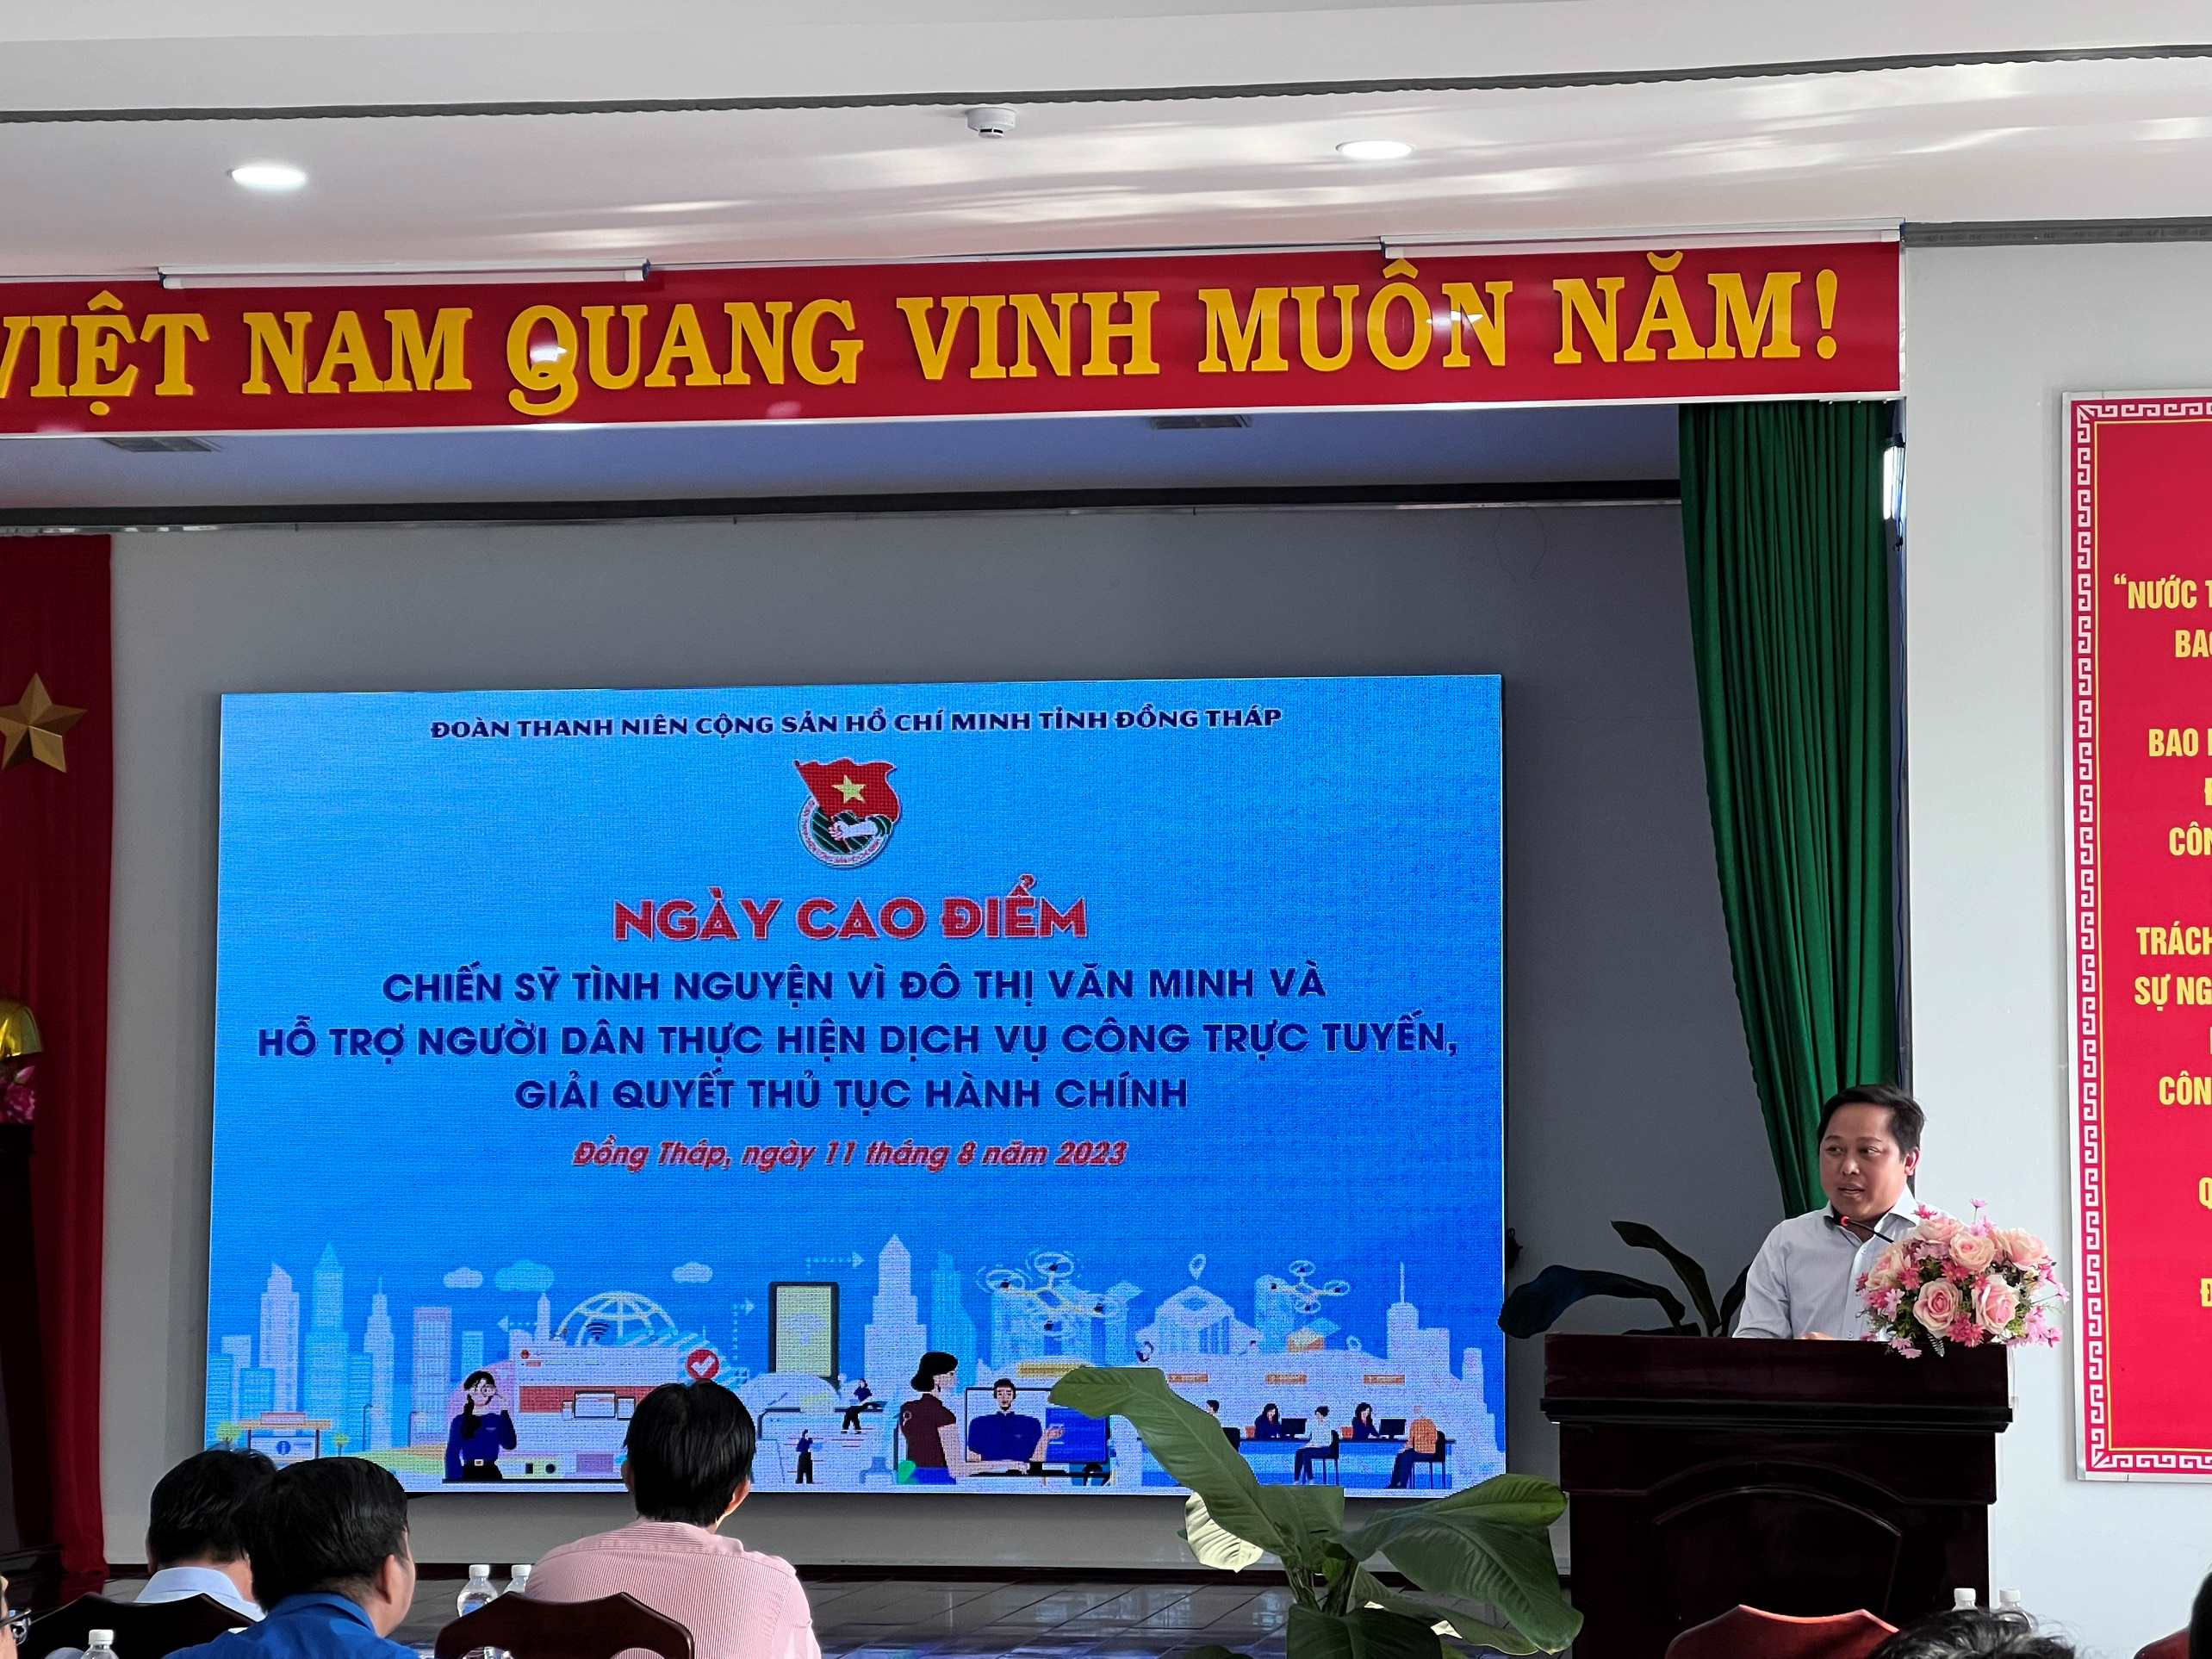 VIỆT NAM QUANG VINH MUÔN NĂM!
ĐOÀN THANH NIÊN CỘNG SẢN HỒ CHÍ MINH TỈNH ĐỒNG THÁP
NGÀY CAO ĐIỂM
CHIẾN SỸ TÌNH NGUYỆN VÌ ĐÔ THỊ VĂN MINH VÀ
HỖ TRỢ NGƯỜI DÂN THỰC HIỆN DỊCH VỤ CÔNG TRỰC TUYẾN,
GIẢI QUYẾT THỦ TỤC HÀNH CHÍNH
Đồng Tháp, ngày 11 tháng 8 năm 2023
“NƯỚC
BAO
TRÁCH
SỰ